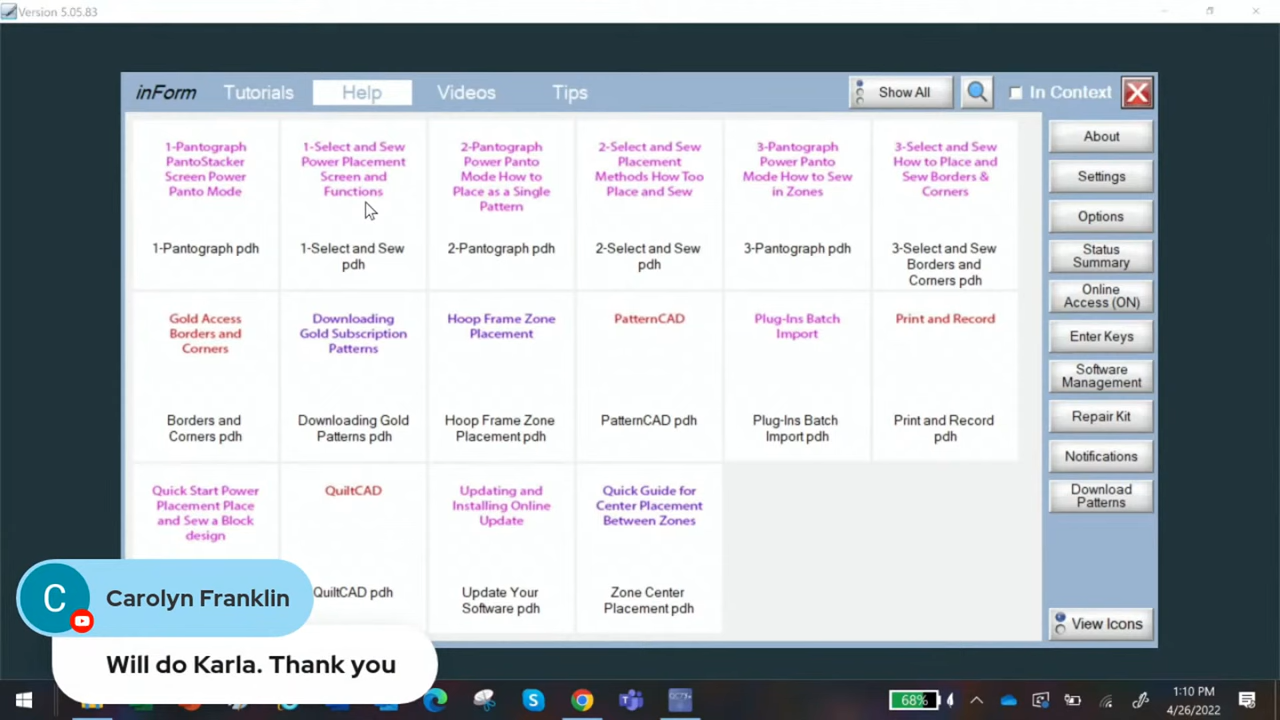 Version 5.05.83
inForm
Tutorials
Help
Videos
Tips
Show All
In Context
1-Pantograph
PantoStacker
Screen Power
Panto Mode
1-Pantograph pdh
1-Select and Sew
Power Placement
Screen and
Functions
1-Select and Sew
pdh
2-Pantograph
Power Panto
Mode How to
Place as a Single
Pattern
2-Pantograph pdh
2-Select and Sew
Placement
Methods How Too
Place and Sew
2-Select and Sew
pdh
3-Pantograph
Power Panto
Mode How to Sew
in Zones
3-Pantograph pdh
3-Select and Sew
How to Place and
Sew Borders &
Corners
3-Select and Sew
Borders and
Corners pdh
Gold Access
Borders and
Corners
Borders and
Corners pdh
Downloading
Gold Subscription
Patterns
Downloading Gold
Patterns pdh
Hoop Frame Zone
Placement
Hoop Frame Zone
Placement pdh
PatternCAD
PatternCAD pdh
Plug-Ins Batch
Import
Plug-Ins Batch
Import pdh
Print and Record
Print and Record
pdh
Quick Start Power
Placement Place
and Sew a Block
design
QuiltCAD
QuiltCAD pdh
Updating and
Installing Online
Update
Update Your
Software pdh
Quick Guide for
Center Placement
Between Zones
Zone Center
Placement pdh
About
Settings
Options
Status
Summary
Online
Access (ON)
Enter Keys
Software
Management
Repair Kit
Notifications
Download
Patterns
View Icons
C
Carolyn Franklin
Will do Karla. Thank you
68%
1:10 PM
4/26/2022